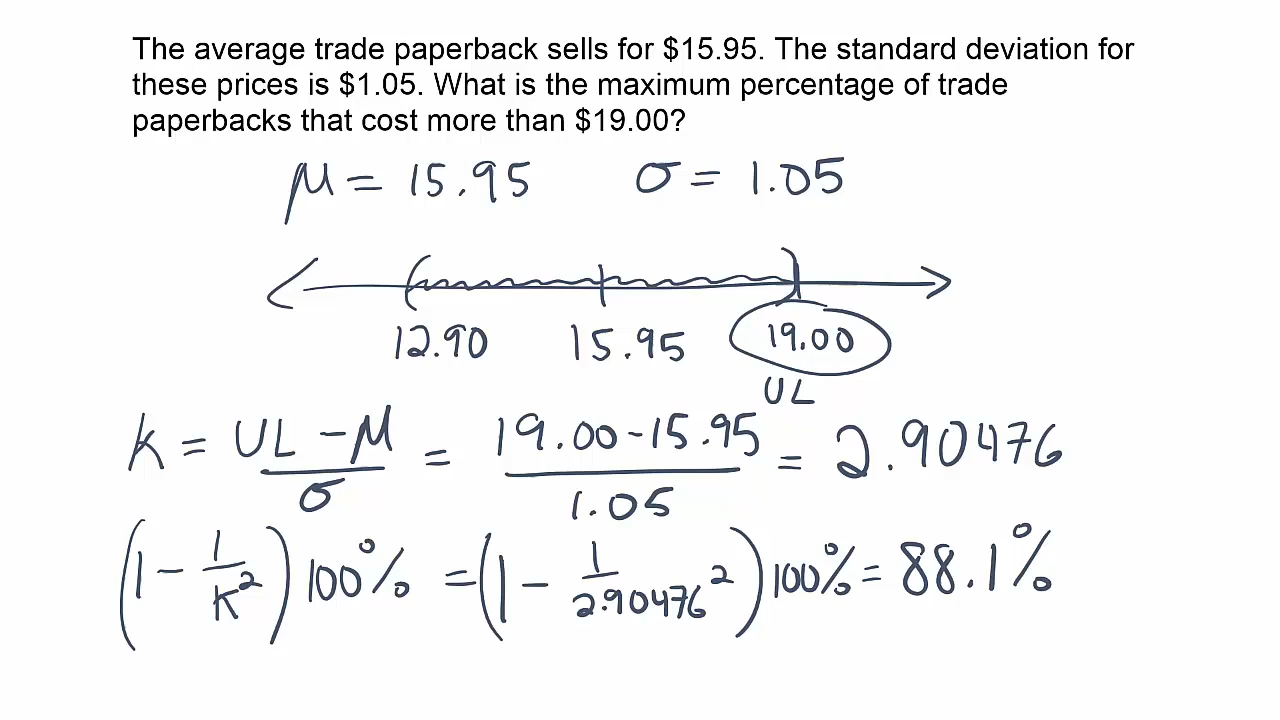 The average trade paperback sells for $15.95. The standard deviation for
these prices is $1.05. What is the maximum percentage of trade
paperbacks that cost more than $19.00?
μ = 15.95 σ = 1.05
12.90 15.95 19.00
UL
K = (UL - μ)/σ = (19.00 - 15.95)/1.05 = 2.90476
(1 - 1/K²) 100% = (1 - 1/2.90476²) 100% = 88.1%